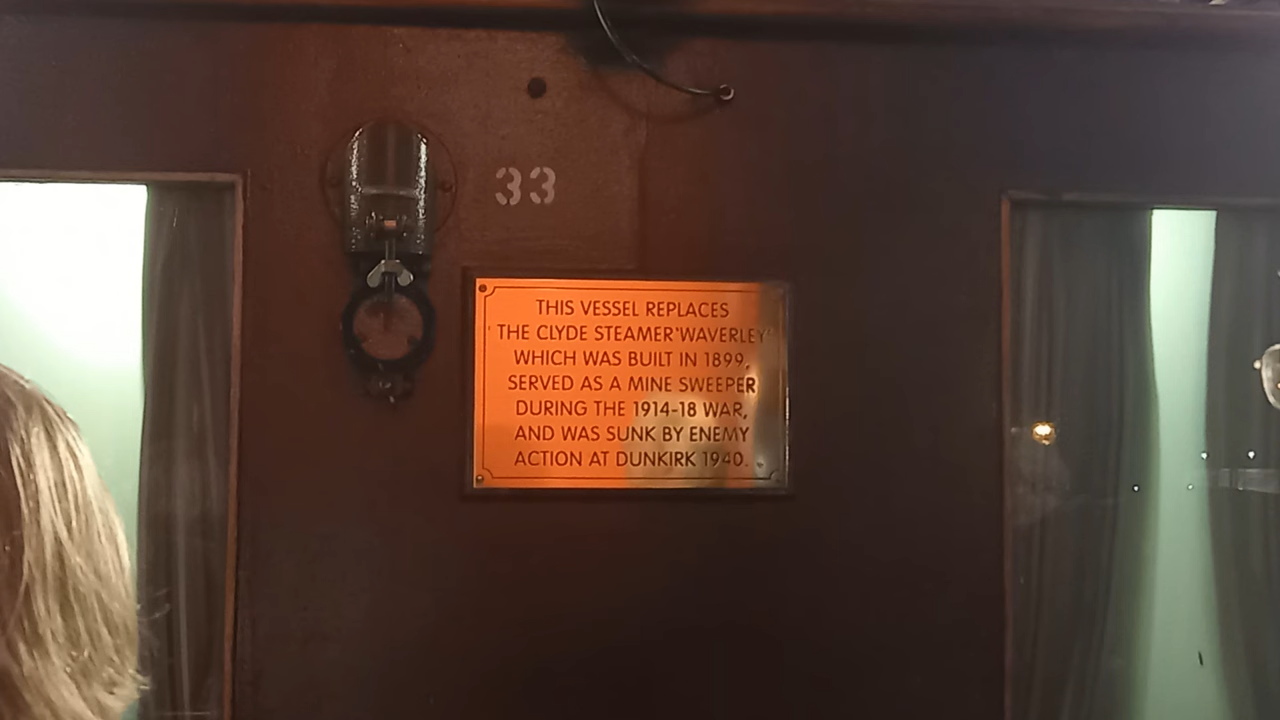 33
THIS VESSEL REPLACES
THE CLYDE STEAMER 'WAVERLEY'
WHICH WAS BUILT IN 1899,
SERVED AS A MINE SWEEPER
DURING THE 1914-18 WAR,
AND WAS SUNK BY ENEMY
ACTION AT DUNKIRK 1940.